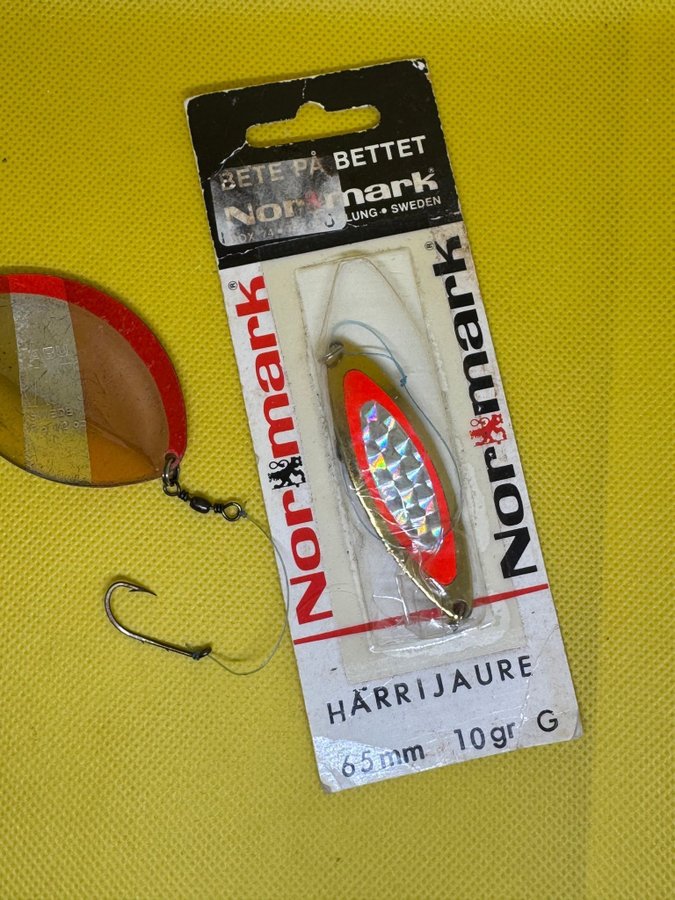 BETE PÅ BETTET
Normark®
LUNG • SWEDEN
Normark®
Normark®
HÄRRIJAURE
65mm 10gr G